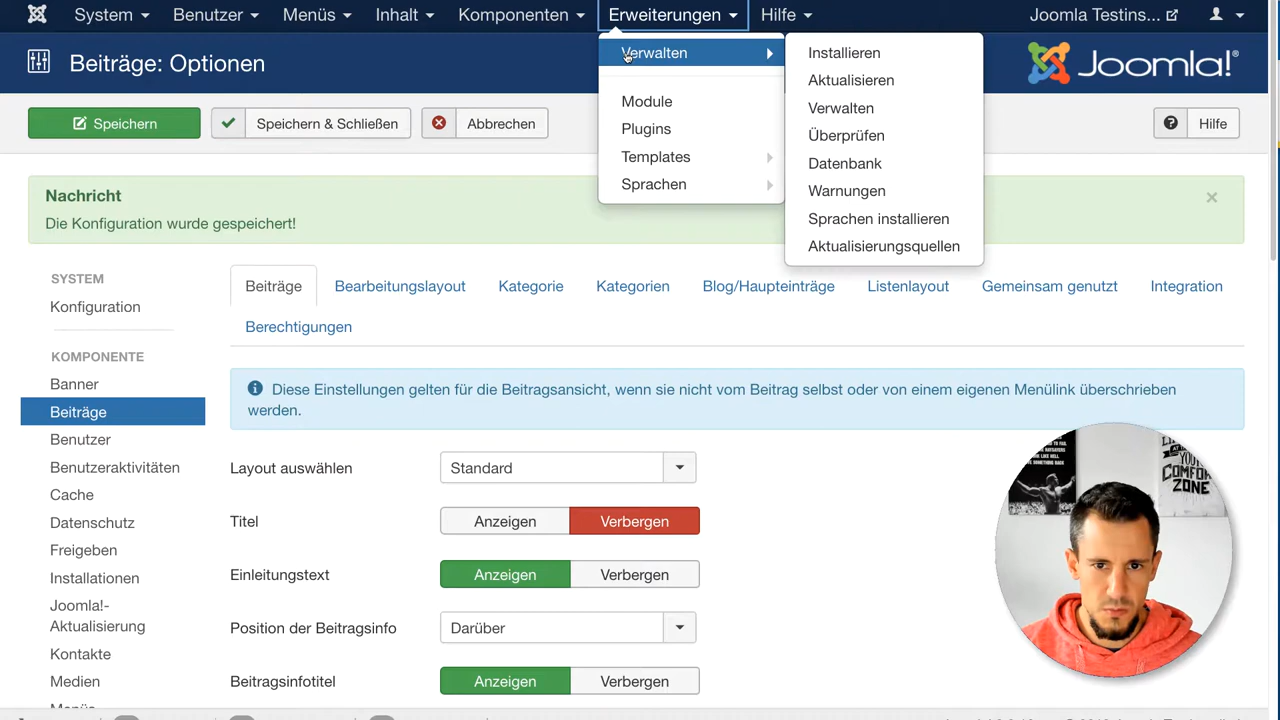 System Benutzer Menüs Inhalt Komponenten Erweiterungen Hilfe Joomla Testins...
Beiträge: Optionen
Joomla!®
Verwalten
Module
Plugins
Templates
Sprachen
Installieren
Aktualisieren
Verwalten
Überprüfen
Datenbank
Warnungen
Sprachen installieren
Aktualisierungsquellen
Speichern Speichern & Schließen Abbrechen Hilfe
Nachricht
Die Konfiguration wurde gespeichert!
SYSTEM
Konfiguration
KOMPONENTE
Banner
Beiträge
Benutzer
Benutzeraktivitäten
Cache
Datenschutz
Freigeben
Installationen
Joomla!-
Aktualisierung
Kontakte
Medien
Beiträge Bearbeitungslayout Kategorie Kategorien Blog/Haupteinträge Listenlayout Gemeinsam genutzt Integration
Berechtigungen
Diese Einstellungen gelten für die Beitragsansicht, wenn sie nicht vom Beitrag selbst oder von einem eigenen Menülink überschrieben
werden.
Layout auswählen Standard
Titel Anzeigen Verbergen
Einleitungstext Anzeigen Verbergen
Position der Beitragsinfo Darüber
Beitragsinfotitel Anzeigen Verbergen
COMFORT
ZONE